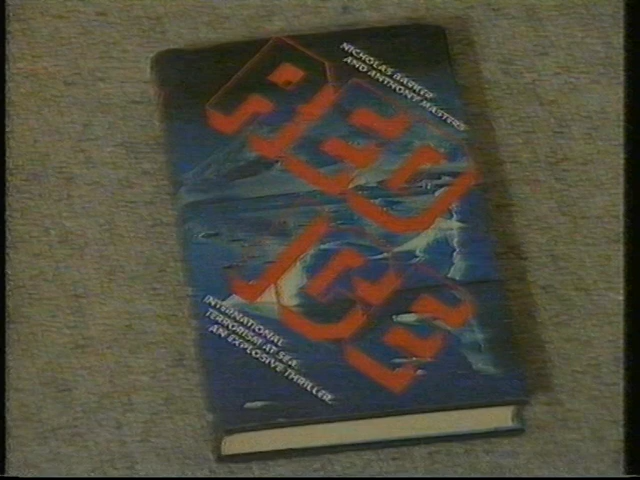 NICHOLAS BARKER
AND ANTHONY MASTERS
RED
ICE
INTERNATIONAL
TERRORISM AT SEA.
AN EXPLOSIVE THRILLER.